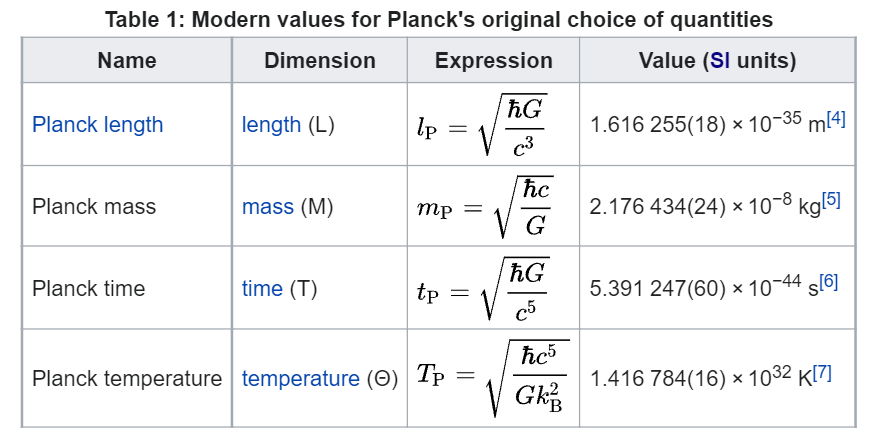 Table 1: Modern values for Planck's original choice of quantities
Name Dimension Expression Value (SI units)
Planck length length (L) l_P = √(ħG/c³) 1.616 255(18) × 10⁻³⁵ m[4]
Planck mass mass (M) m_P = √(ħc/G) 2.176 434(24) × 10⁻⁸ kg[5]
Planck time time (T) t_P = √(ħG/c⁵) 5.391 247(60) × 10⁻⁴⁴ s[6]
Planck temperature temperature (Θ) T_P = √(ħc⁵/Gk_B²) 1.416 784(16) × 10³² K[7]